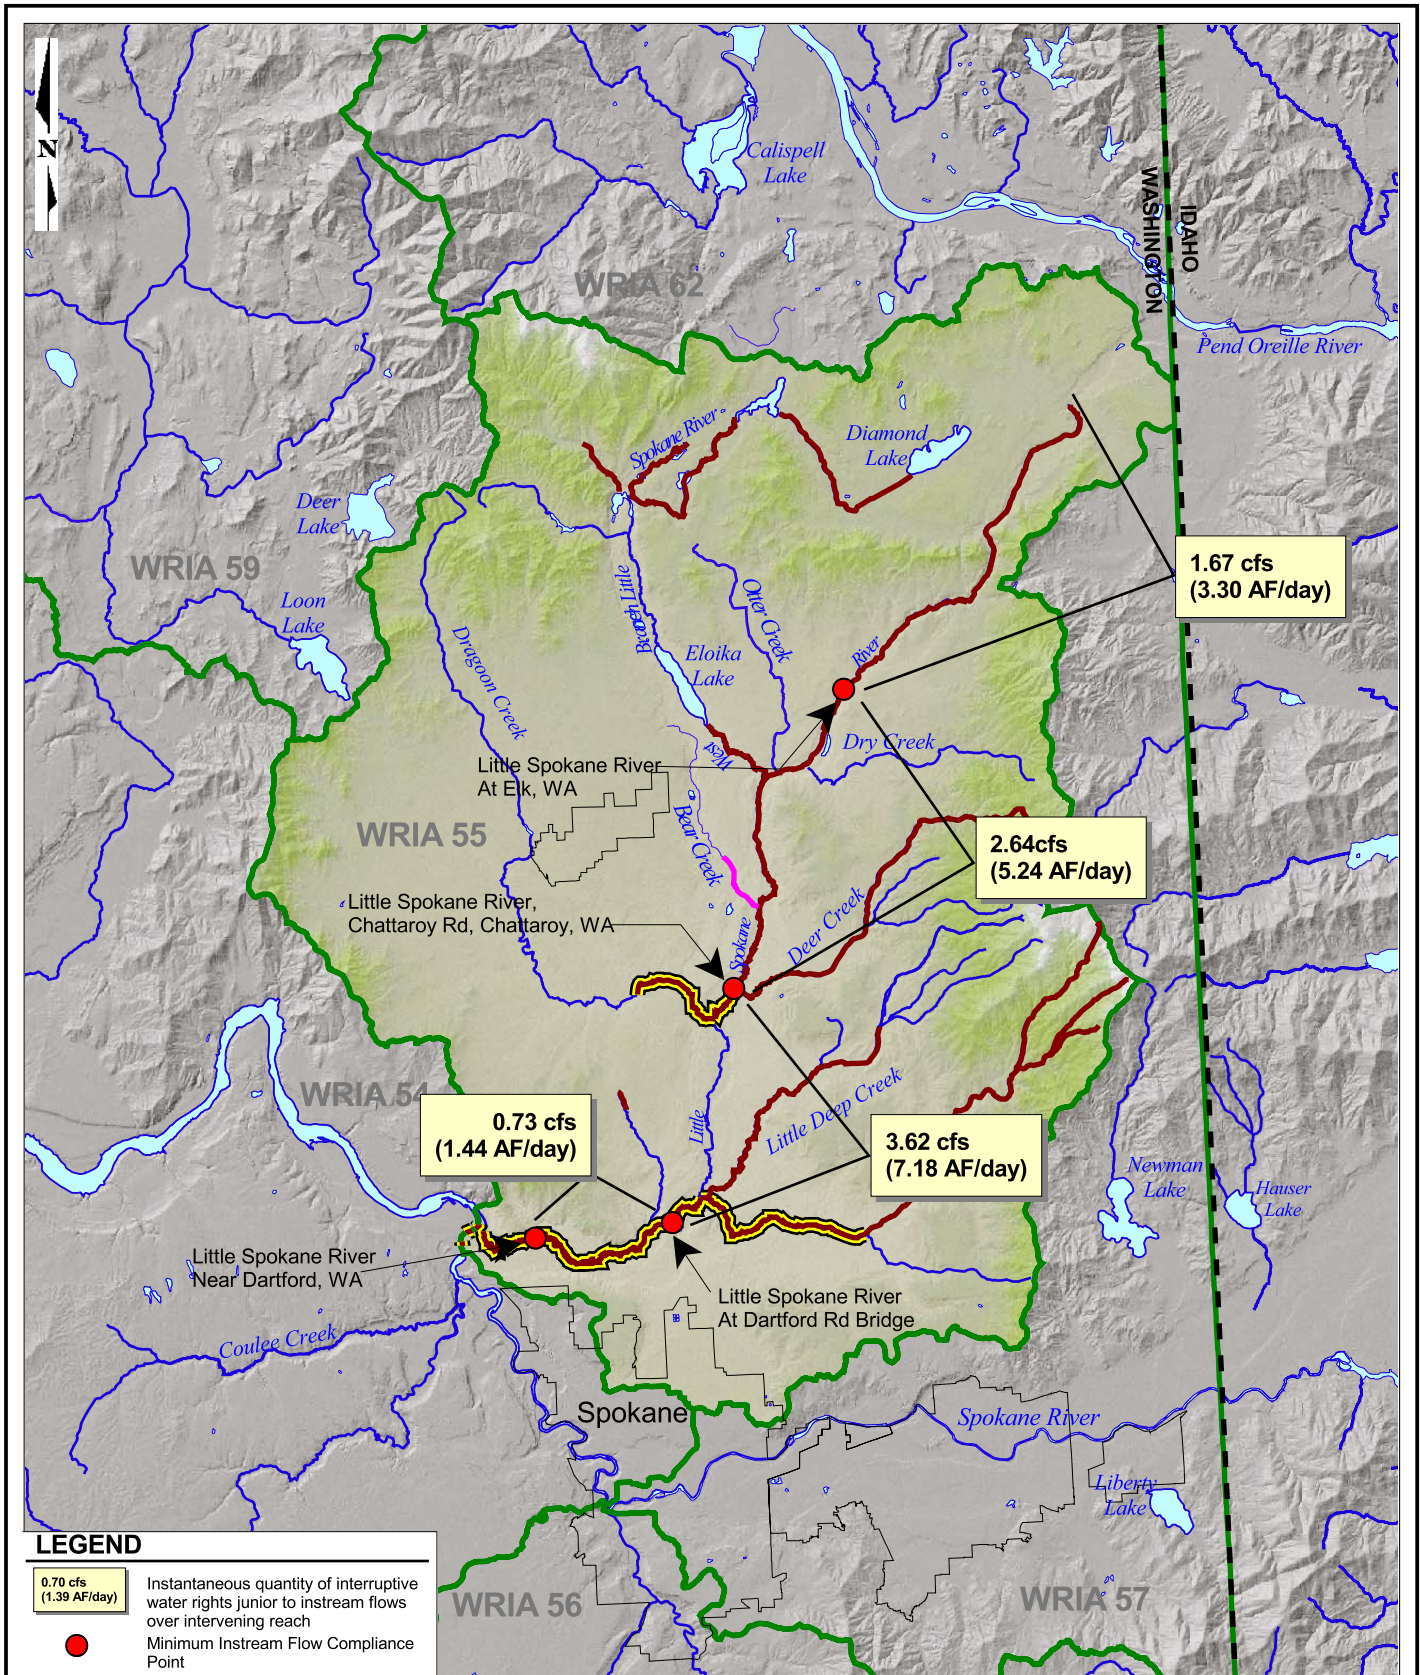 N
Calispell
Lake
WASHINGTON
IDAHO
WRIA 62
Pend Oreille River
Spokane River
Diamond
Lake
Deer
Lake
WRIA 59
1.67 cfs
(3.30 AF/day)
Loon
Lake
Branch Little
Otter Creek
Dragoon Creek
Eloika
Lake
River
West
Dry Creek
Little Spokane River
At Elk, WA
Bear Creek
WRIA 55
2.64cfs
(5.24 AF/day)
Little Spokane River,
Chattaroy Rd, Chattaroy, WA
Spokane
Deer Creek
WRIA 54
0.73 cfs
(1.44 AF/day)
Little
Little Deep Creek
3.62 cfs
(7.18 AF/day)
Newman
Lake
Hauser
Lake
Little Spokane River
Near Dartford, WA
Little Spokane River
At Dartford Rd Bridge
Coulee Creek
Spokane
Spokane River
Liberty
Lake
WRIA 56
WRIA 57
LEGEND
0.70 cfs
(1.39 AF/day)
Instantaneous quantity of interruptive
water rights junior to instream flows
over intervening reach
Minimum Instream Flow Compliance
Point